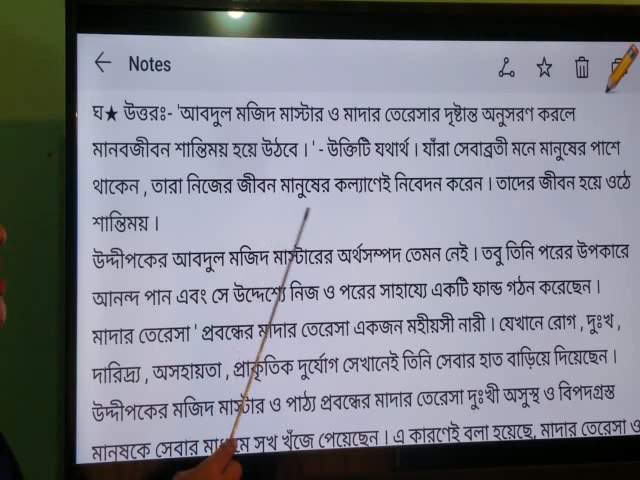 Notes
ঘ★ উত্তরঃ- 'আবদুল মজিদ মাস্টার ও মাদার তেরেসার দৃষ্টান্ত অনুসরণ করলে
মানবজীবন শান্তিময় হয়ে উঠবে । ' - উক্তিটি যথার্থ । যাঁরা সেবাব্রতী মনে মানুষের পাশে
থাকেন , তারা নিজের জীবন মানুষের কল্যাণেই নিবেদন করেন । তাদের জীবন হয়ে ওঠে
শান্তিময় ।
উদ্দীপকের আবদুল মজিদ মাস্টারের অর্থসম্পদ তেমন নেই । তবু তিনি পরের উপকারে
আনন্দ পান এবং সে উদ্দেশ্যে নিজ ও পরের সাহায্যে একটি ফান্ড গঠন করেছেন ।
মাদার তেরেসা ' প্রবন্ধের মাদার তেরেসা একজন মহীয়সী নারী । যেখানে রোগ , দুঃখ ,
দারিদ্র্য , অসহায়তা , প্রাকৃতিক দুর্যোগ সেখানেই তিনি সেবার হাত বাড়িয়ে দিয়েছেন ।
উদ্দীপকের মজিদ মাস্টার ও পাঠ্য প্রবন্ধের মাদার তেরেসা দুঃখী অসুস্থ ও বিপদগ্রস্ত
মানুষকে সেবার মাধ্যমে সুখ খুঁজে পেয়েছেন । এ কারণেই বলা হয়েছে, মাদার তেরেসা ও